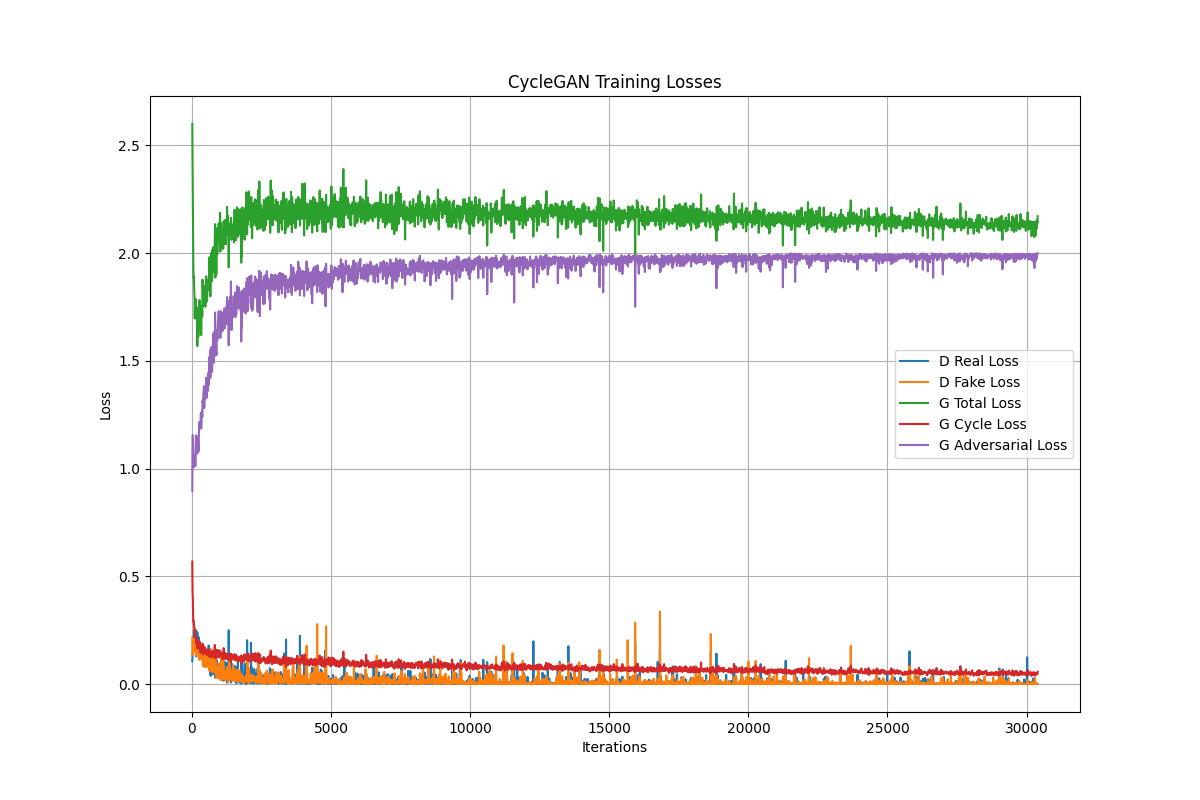 CycleGAN Training Losses
2.5
2.0
1.5
1.0
0.5
0.0
Loss
D Real Loss
D Fake Loss
G Total Loss
G Cycle Loss
G Adversarial Loss
0 5000 10000 15000 20000 25000 30000
Iterations